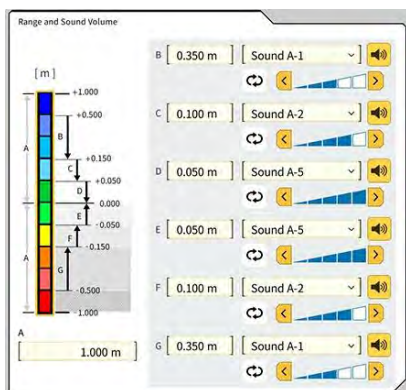 Range and Sound Volume
[m]
+1.000
+0.500
+0.150
+0.050
0.000
-0.050
-0.150
-0.500
-1.000
A
A
B
C
D
E
F
G
A
[ 1.000 m ]
B [ 0.350 m ] [ Sound A-1 ]
C [ 0.100 m ] [ Sound A-2 ]
D [ 0.050 m ] [ Sound A-5 ]
E [ 0.050 m ] [ Sound A-5 ]
F [ 0.100 m ] [ Sound A-2 ]
G [ 0.350 m ] [ Sound A-1 ]